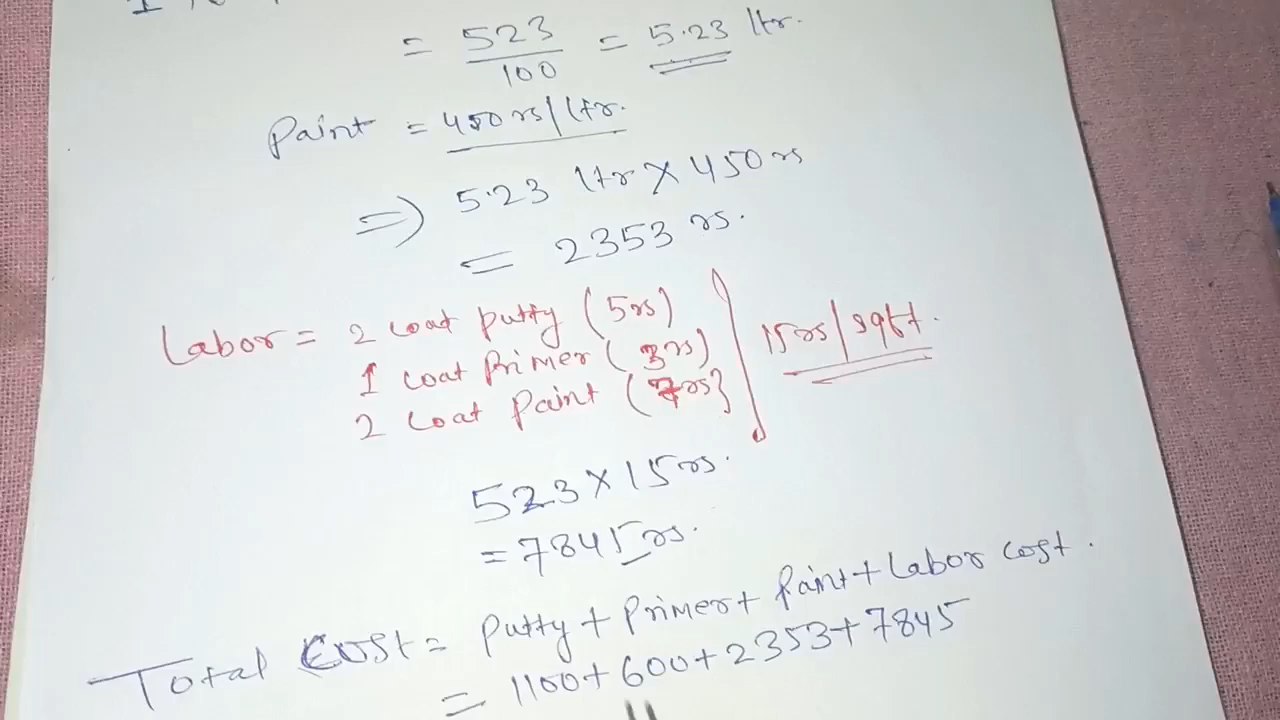 = 523/100 = 5.23 ltr.
Paint = 450 rs/ltr.
⇒ 5.23 ltr × 450 rs
= 2353 rs.
Labor = 2 coat putty (5rs)
1 coat Primer (3rs)
2 coat Paint (7rs)
15rs/sqft.
523 × 15 rs.
= 7845 rs.
Total Cost = Putty + Primer + Paint + Labor cost.
= 1100 + 600 + 2353 + 7845